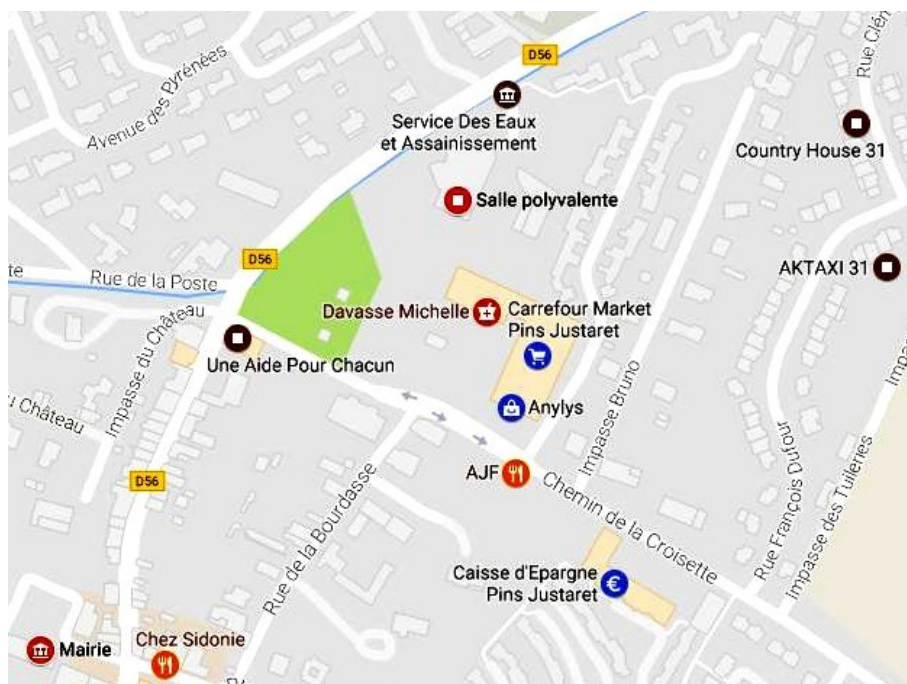 D56
Avenue des Pyrénées
Rue Clém
Service Des Eaux
et Assainissement
Country House 31
Salle polyvalente
D56
AKTAXI 31
te
Rue de la Poste
Davasse Michelle
Carrefour Market
Pins Justaret
Impasse du Château
Une Aide Pour Chacun
Impasse Bruno
Anylys
u Château
Rue François Dufour
Impasse des Tuileries
AJF
D56
Chemin de la Croisette
Rue de la Bourdasse
Caisse d'Epargne
Pins Justaret
€
Chez Sidonie
Mairie